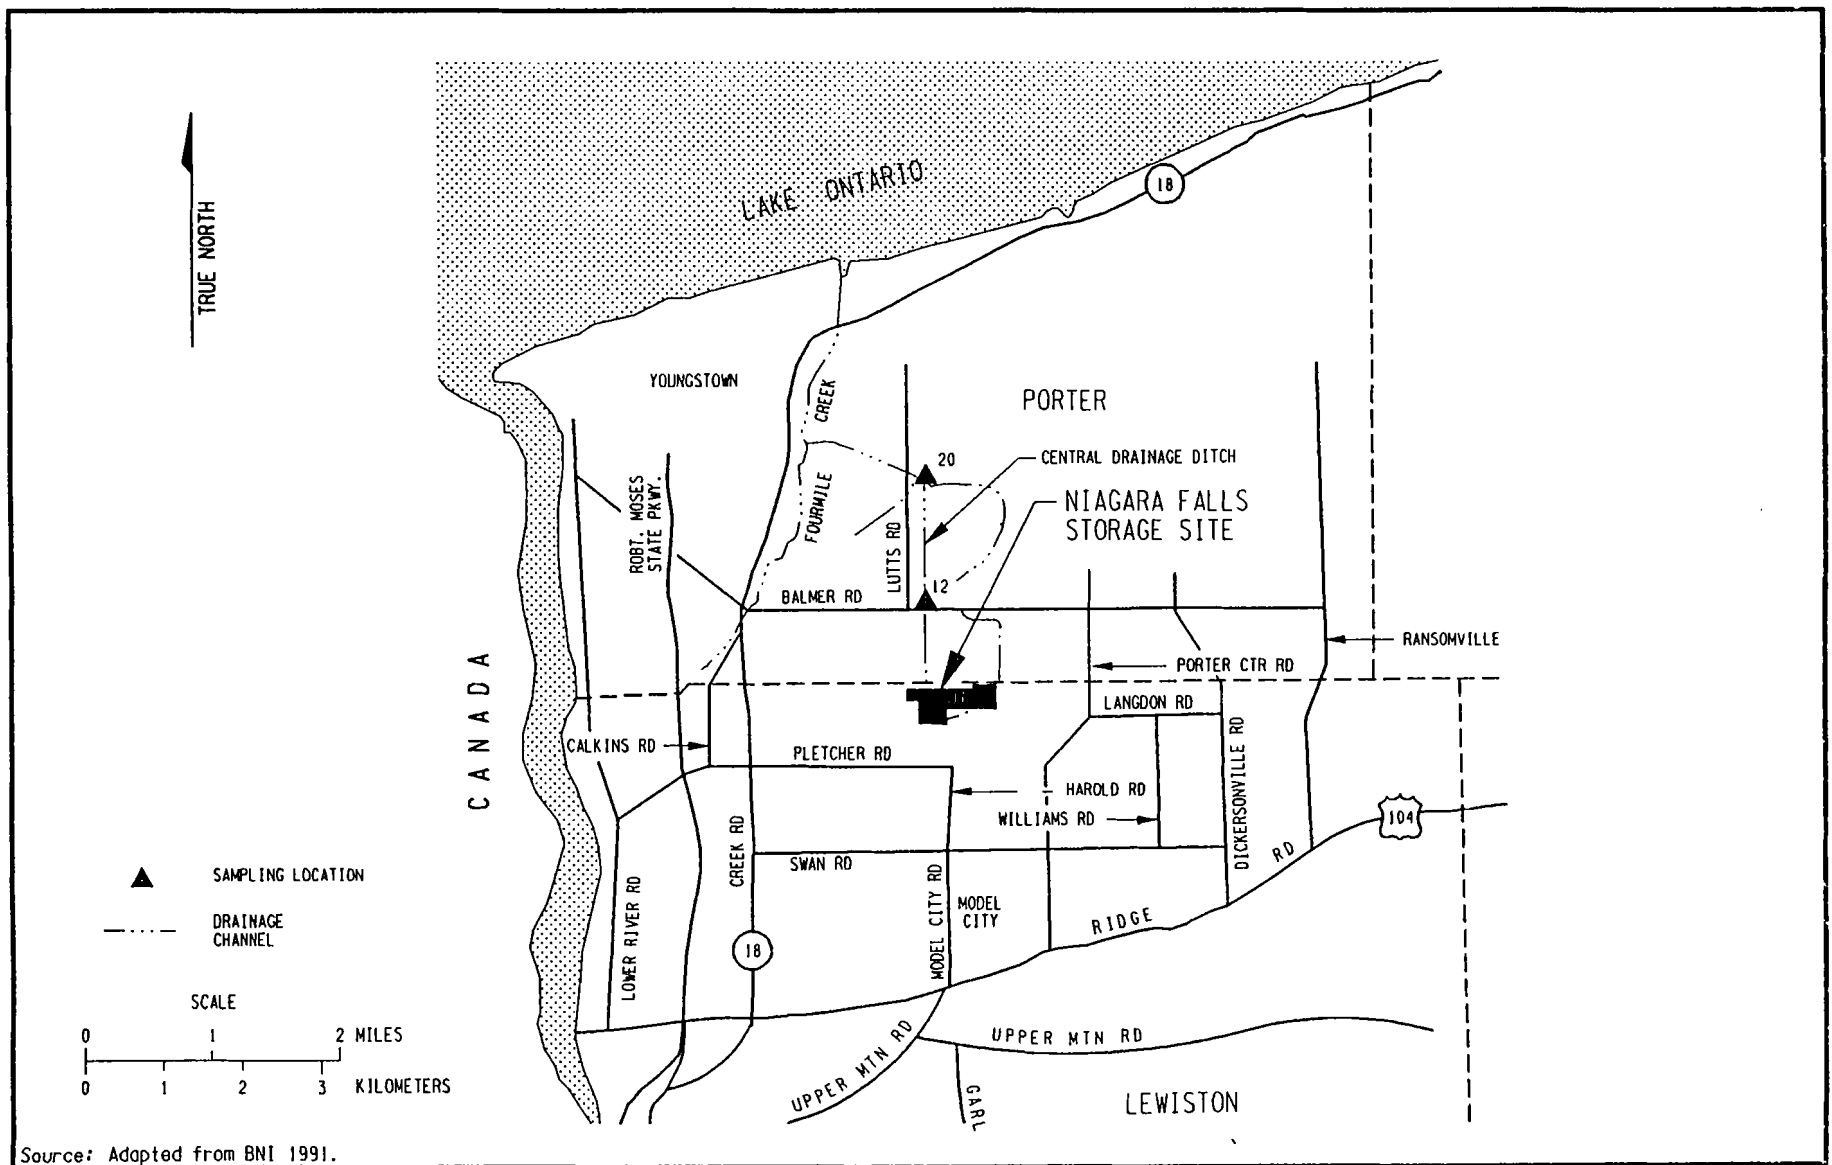 LAKE ONTARIO
18
TRUE NORTH
YOUNGSTOWN
CREEK
PORTER
20
CENTRAL DRAINAGE DITCH
NIAGARA FALLS
STORAGE SITE
ROBT. MOSES
STATE PKWY.
FOURMILE
LUTTS RD
12
BALMER RD
RANSOMVILLE
PORTER CTR RD
CANADA
LANGDON RD
CALKINS RD
PLETCHER RD
DICKERSONVILLE RD
HAROLD RD
WILLIAMS RD
104
CREEK RD
SWAN RD
RIDGE RD
SAMPLING LOCATION
LOWER RIVER RD
MODEL CITY RD
MODEL
CITY
DRAINAGE
CHANNEL
18
SCALE
0 1 2 MILES
0 1 2 3 KILOMETERS
UPPER MTN RD
UPPER MTN RD
GARL
LEWISTON
Source: Adapted from BNI 1991.